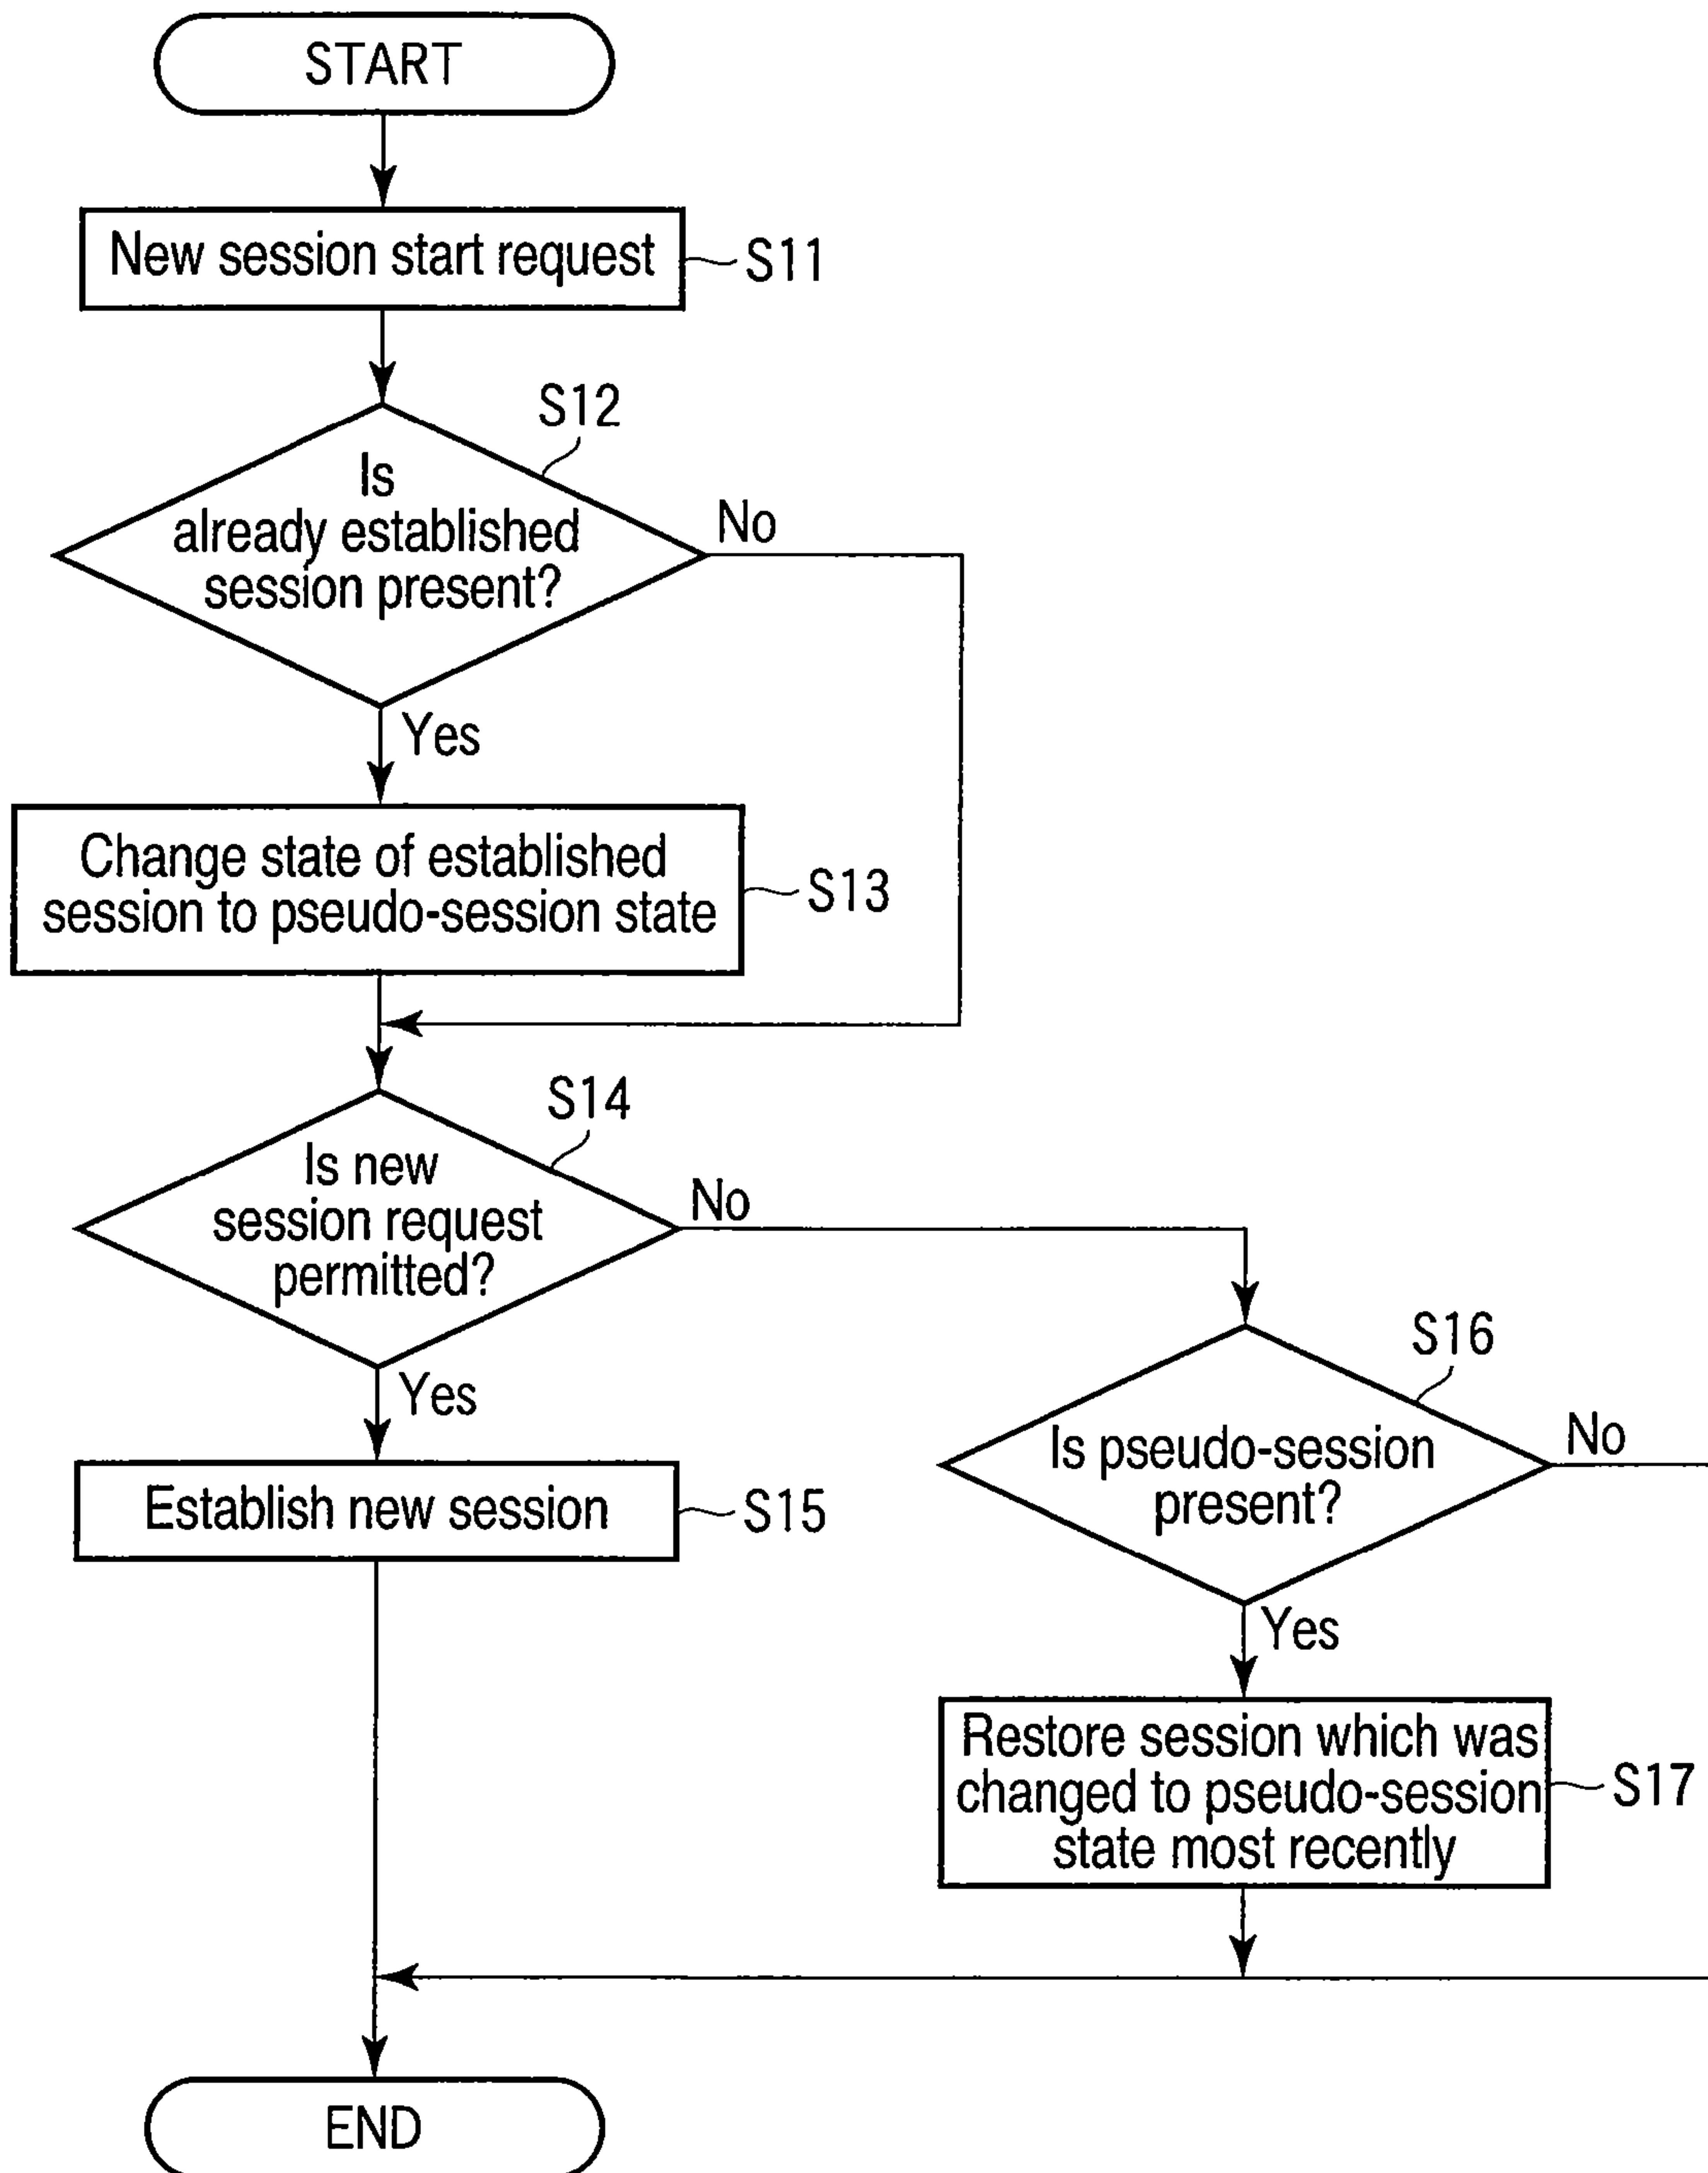 START
New session start request
S11
S12
Is
already established
session present?
No
Yes
Change state of established
session to pseudo-session state
S13
S14
Is new
session request
permitted?
No
Yes
S16
Is pseudo-session
present?
No
Establish new session
S15
Yes
Restore session which was
changed to pseudo-session
state most recently
S17
END